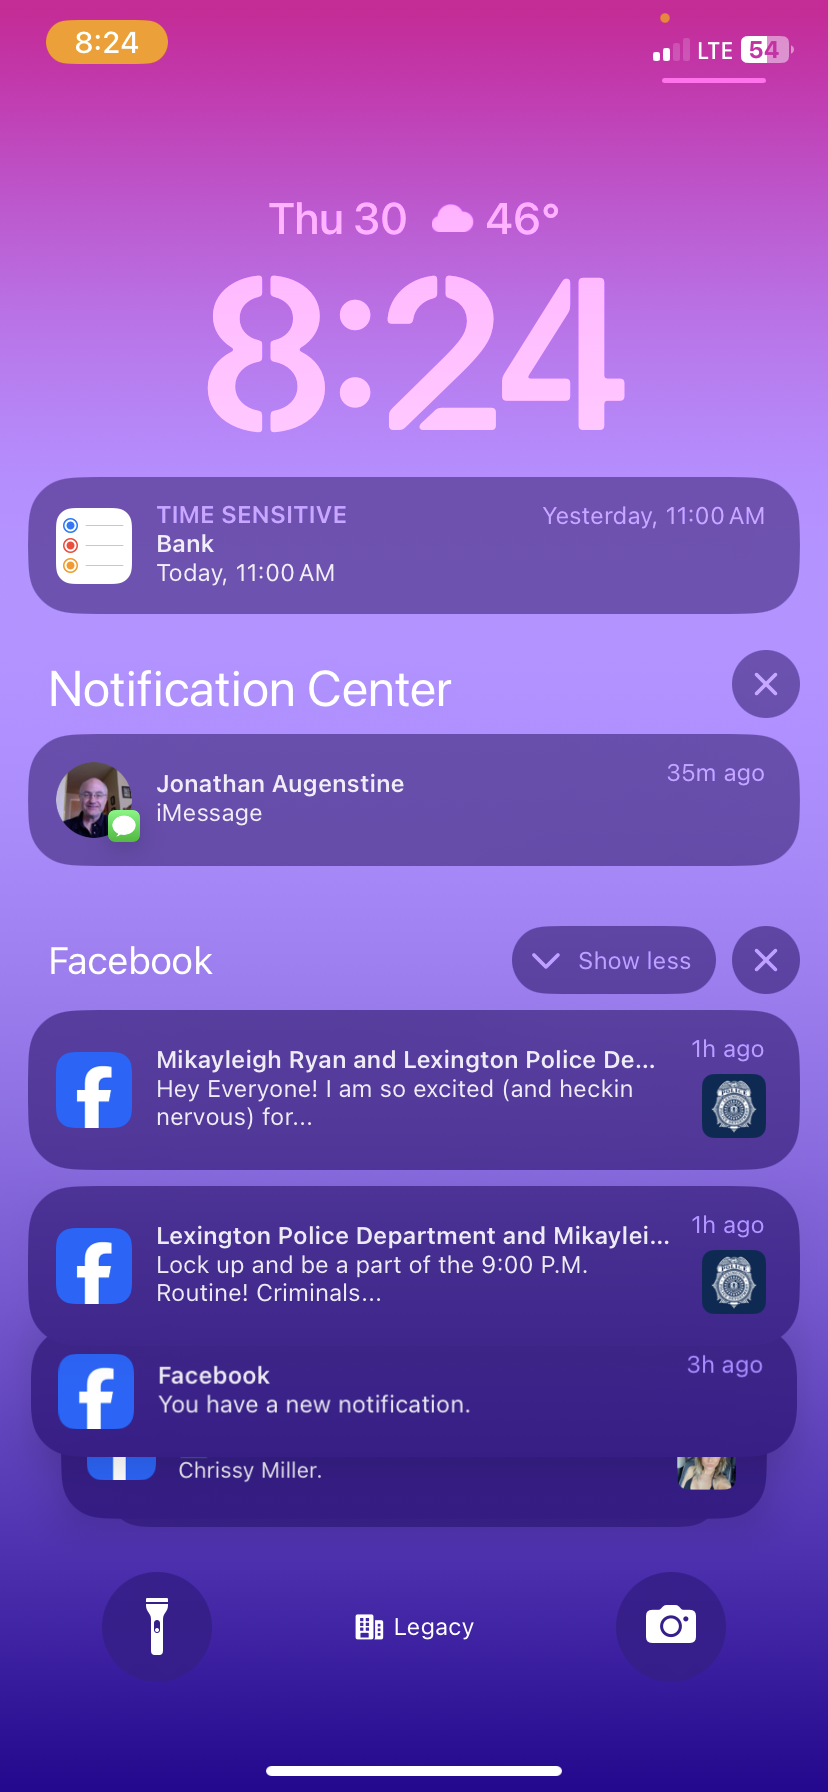 8:24
LTE 54
Thu 30 46°
8:24
TIME SENSITIVE
Yesterday, 11:00 AM
Bank
Today, 11:00 AM
Notification Center
Jonathan Augenstine
35m ago
iMessage
Facebook
Show less
Mikayleigh Ryan and Lexington Police De...
1h ago
Hey Everyone! I am so excited (and heckin
nervous) for...
Lexington Police Department and Mikaylei...
1h ago
Lock up and be a part of the 9:00 P.M.
Routine! Criminals...
Facebook
3h ago
You have a new notification.
Chrissy Miller.
Legacy